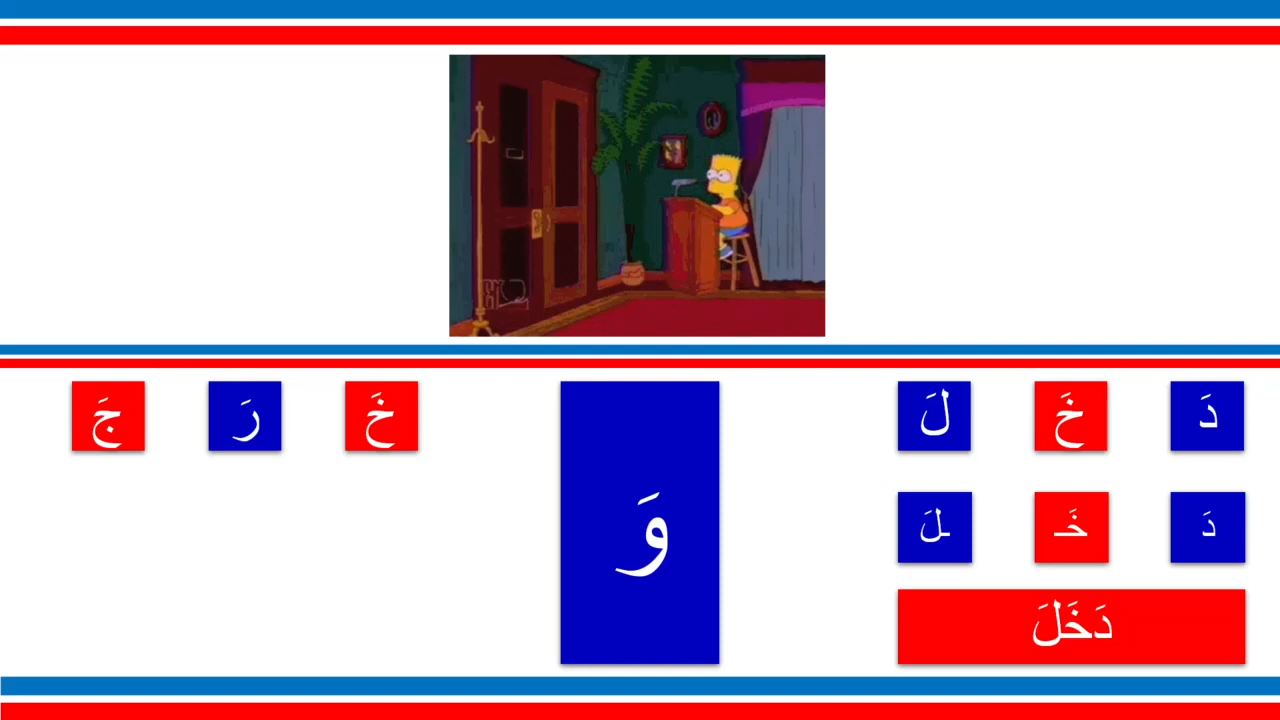 دَ خَ لَ وَ خَ رَ جَ
دَ خَـ ـلَ
دَخَلَ